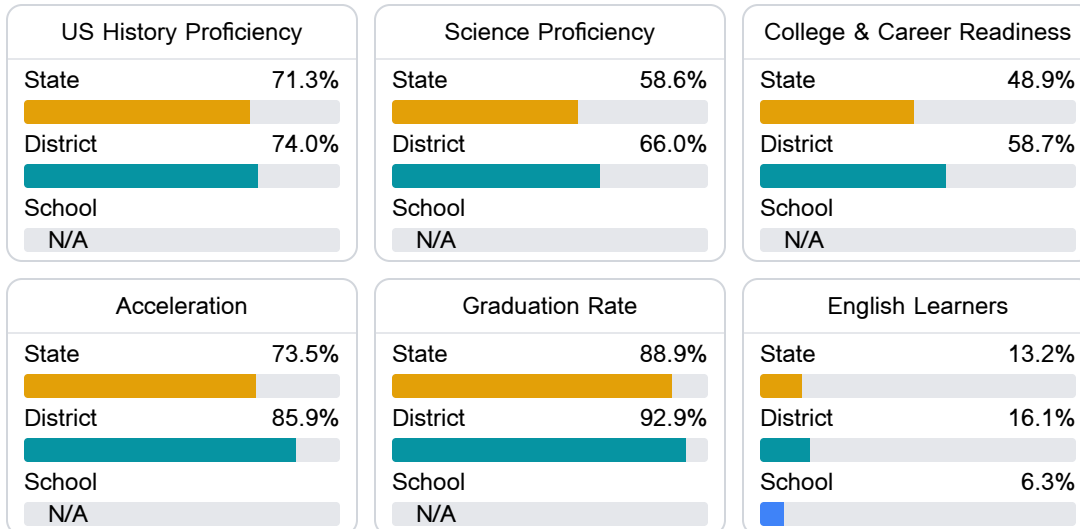 US History Proficiency
State 71.3%
District 74.0%
School
N/A
Science Proficiency
State 58.6%
District 66.0%
School
N/A
College & Career Readiness
State 48.9%
District 58.7%
School
N/A
Acceleration
State 73.5%
District 85.9%
School
N/A
Graduation Rate
State 88.9%
District 92.9%
School
N/A
English Learners
State 13.2%
District 16.1%
School 6.3%